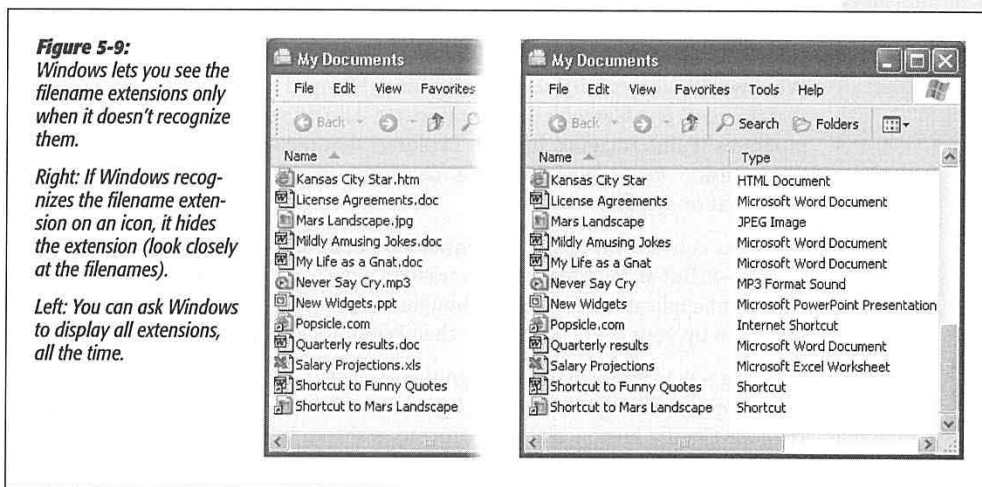 Figure 5-9:
Windows lets you see the
filename extensions only
when it doesn't recognize
them.
Right: If Windows recog-
nizes the filename exten-
sion on an icon, it hides
the extension (look closely
at the filenames).
Left: You can ask Windows
to display all extensions,
all the time.
My Documents
File Edit View Favorites
Back
Name
Kansas City Star.htm
License Agreements.doc
Mars Landscape.jpg
Mildly Amusing Jokes.doc
My Life as a Gnat.doc
Never Say Cry.mp3
New Widgets.ppt
Popsicle.com
Quarterly results.doc
Salary Projections.xls
Shortcut to Funny Quotes
Shortcut to Mars Landscape
My Documents
File Edit View Favorites Tools Help
Back Search Folders
Name Type
Kansas City Star HTML Document
License Agreements Microsoft Word Document
Mars Landscape JPEG Image
Mildly Amusing Jokes Microsoft Word Document
My Life as a Gnat Microsoft Word Document
Never Say Cry MP3 Format Sound
New Widgets Microsoft PowerPoint Presentation
Popsicle.com Internet Shortcut
Quarterly results Microsoft Word Document
Salary Projections Microsoft Excel Worksheet
Shortcut to Funny Quotes Shortcut
Shortcut to Mars Landscape Shortcut